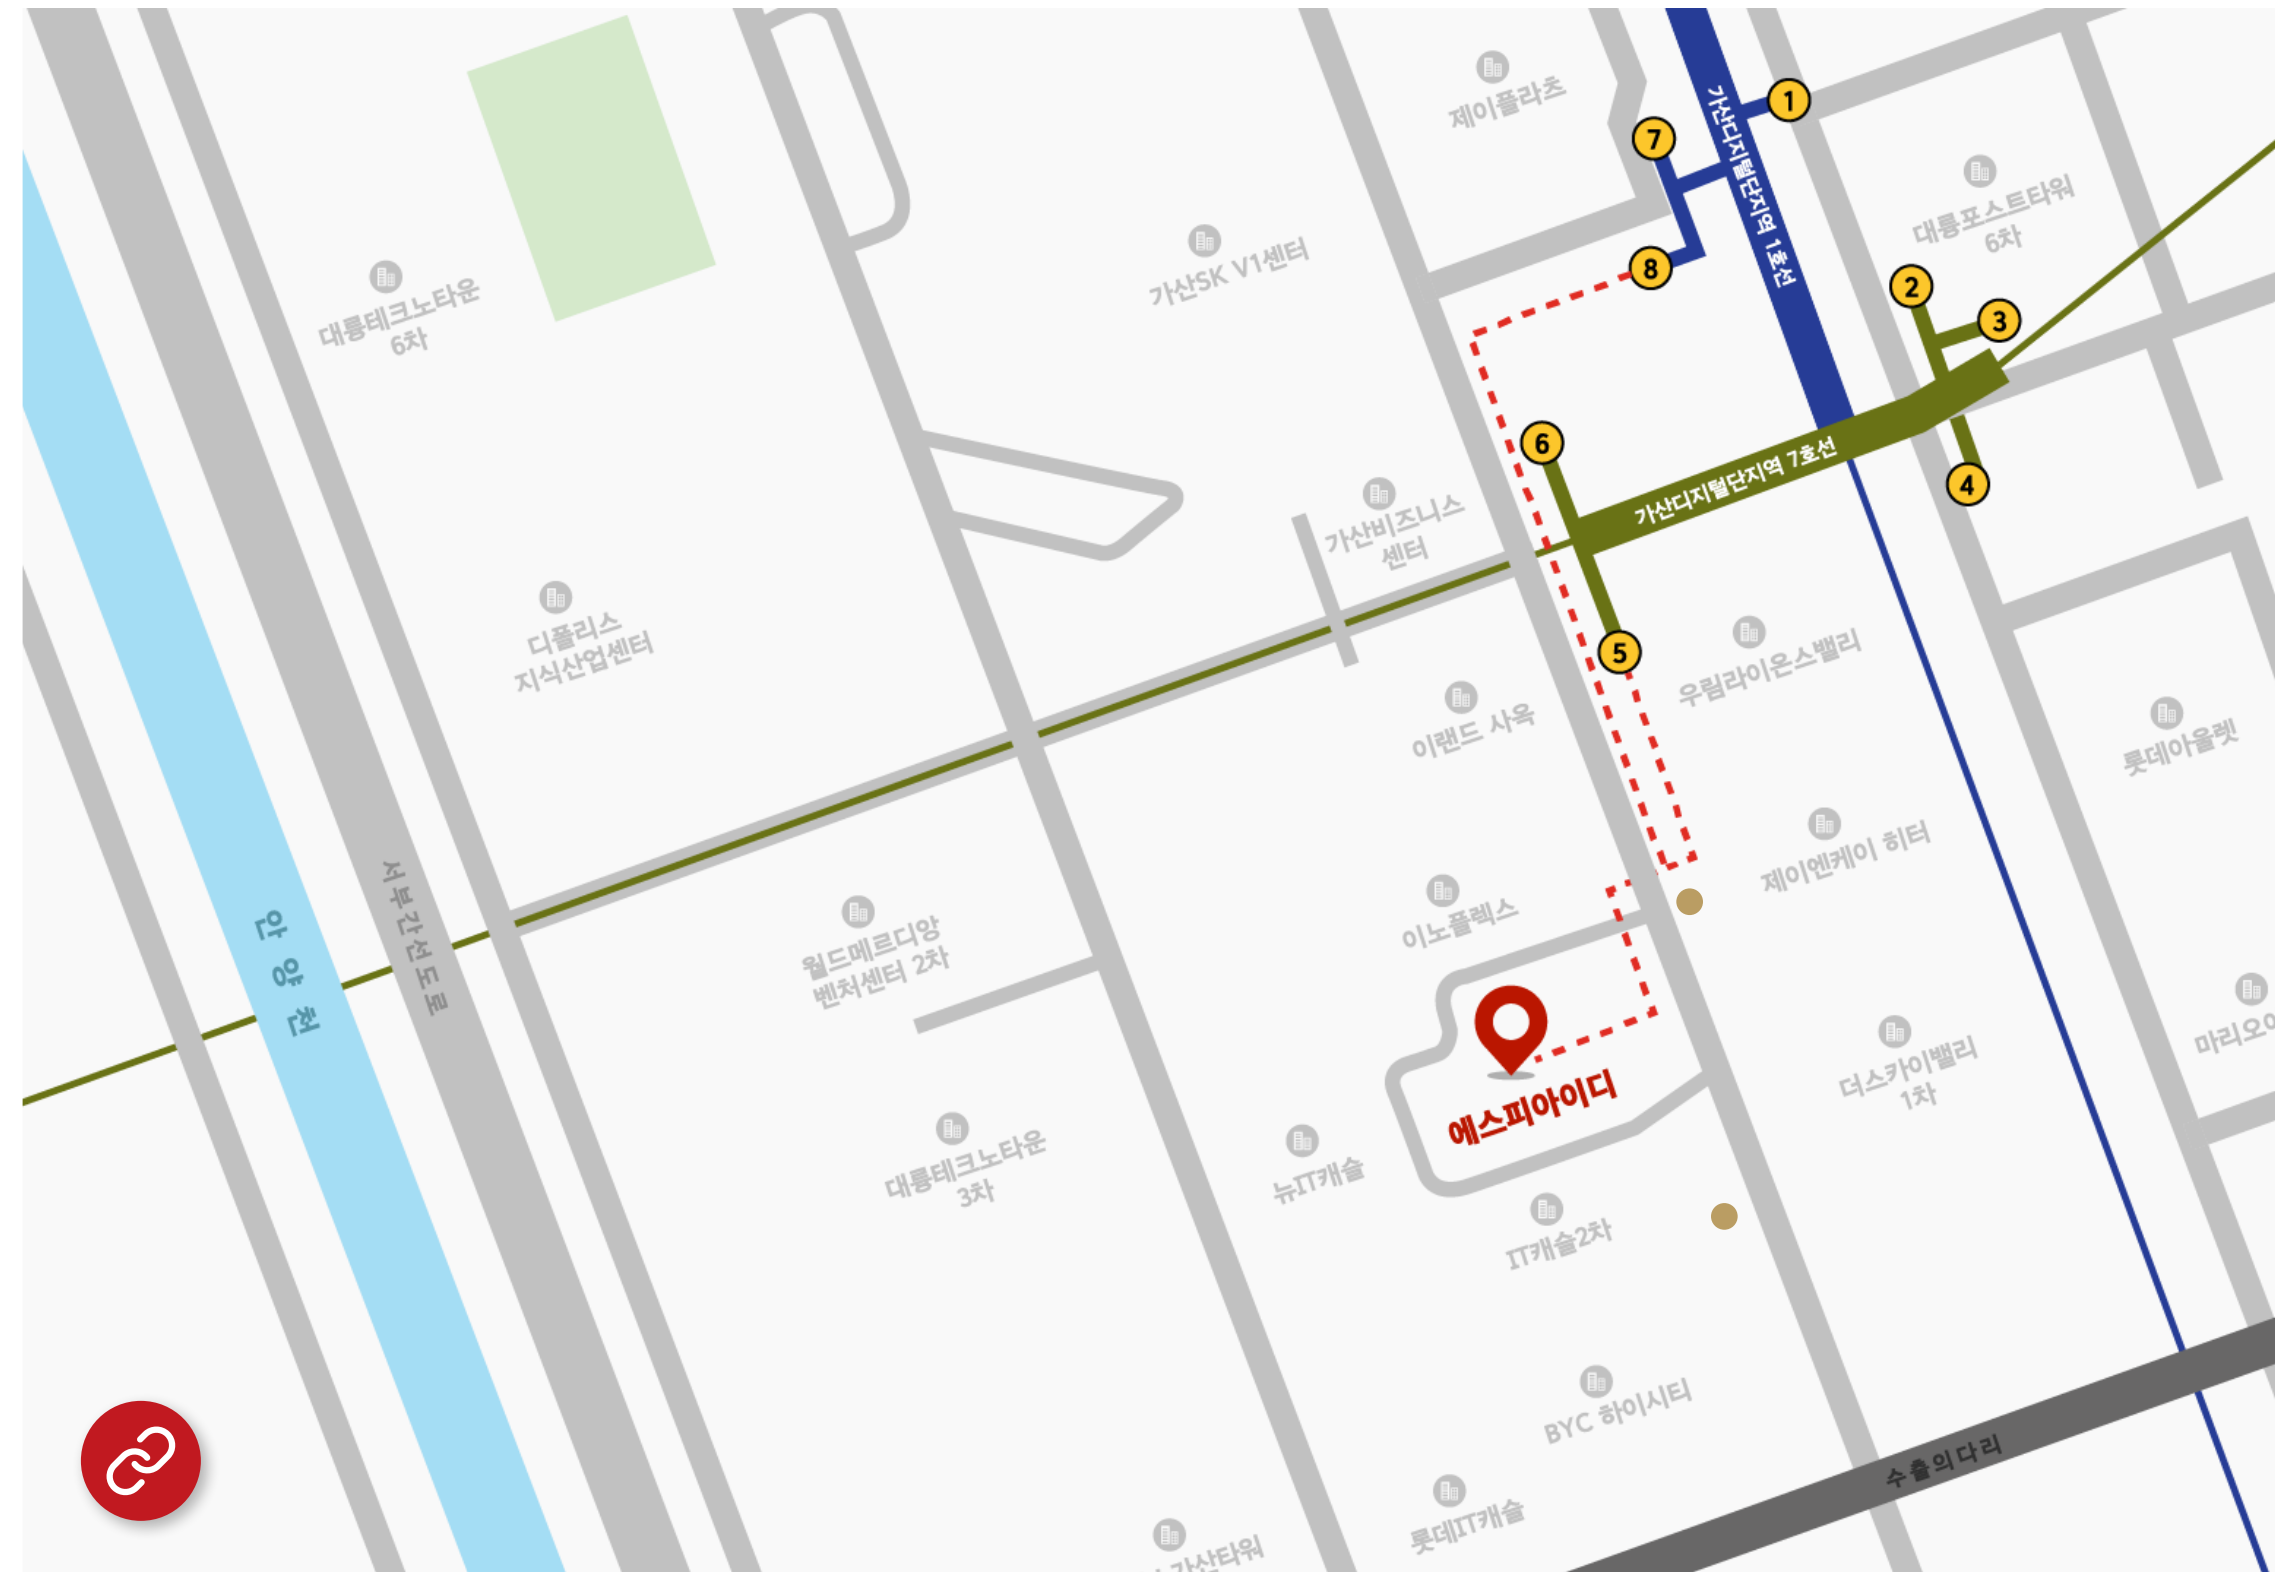 제이플라츠
가산디지털단지역 1호선
1
7
대륭포스트타워
6차
가산SK V1센터
8
대륭테크노타운
6차
2
3
6
가산디지털단지역 7호선
4
가산비즈니스
센터
디폴리스
지식산업센터
5
우림라이온스밸리
이랜드 사옥
롯데아울렛
제이엔케이 히터
서부간선도로
안양천
월드메르디앙
벤처센터 2차
이노플렉스
마리오
더스카이밸리
1차
에스피아이디
대륭테크노타운
3차
뉴IT캐슬
IT캐슬2차
BYC 하이시티
수출의다리
롯데IT캐슬
가산타워